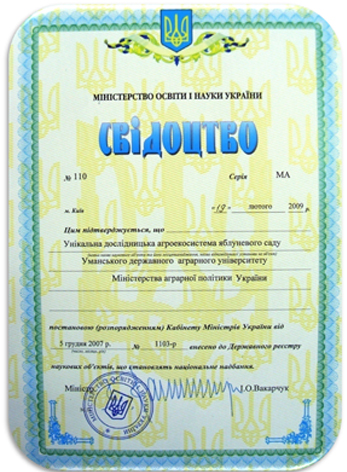 МІНІСТЕРСТВО ОСВІТИ І НАУКИ УКРАЇНИ
СВІДОЦТВО
№ 110 Серія МА
м. Київ «19» лютого 2009 р.
Цим підтверджується, що
Унікальна дослідницька агроекосистема яблуневого саду
Уманського державного аграрного університету
Міністерства аграрної політики України
постановою (розпорядженням) Кабінету Міністрів України від
5 грудня 2007 р. № 1103-р внесено до Державного реєстру
наукових об'єктів, що становлять національне надбання.
Міністр І.О.Вакарчук